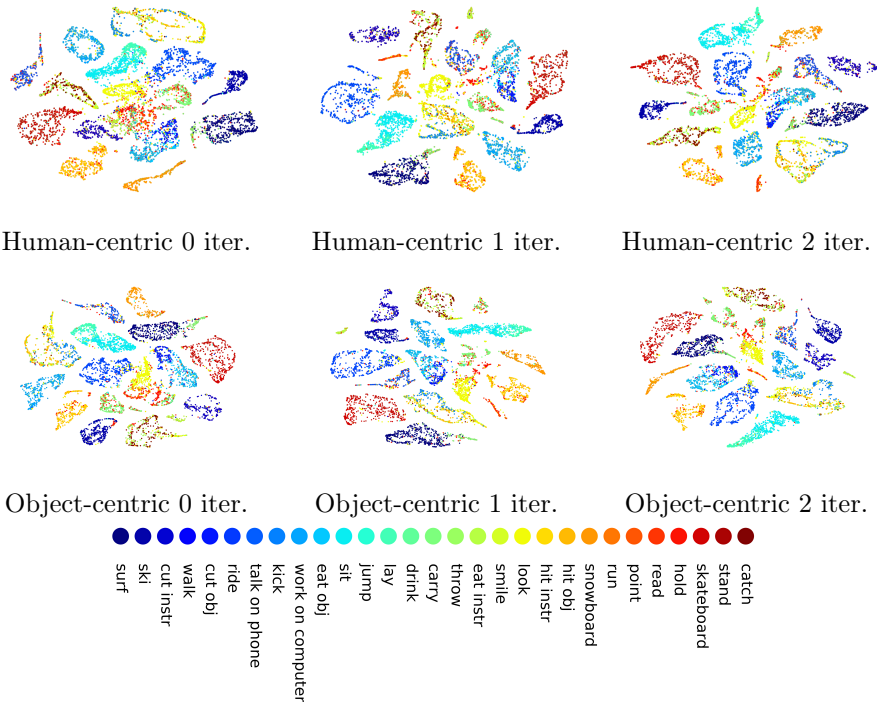 Human-centric 0 iter.
Human-centric 1 iter.
Human-centric 2 iter.
Object-centric 0 iter.
Object-centric 1 iter.
Object-centric 2 iter.
surf
ski
cut instr
walk
cut obj
ride
talk on phone
kick
work on computer
eat obj
sit
jump
lay
drink
carry
throw
eat instr
smile
look
hit instr
hit obj
snowboard
run
point
read
hold
skateboard
stand
catch